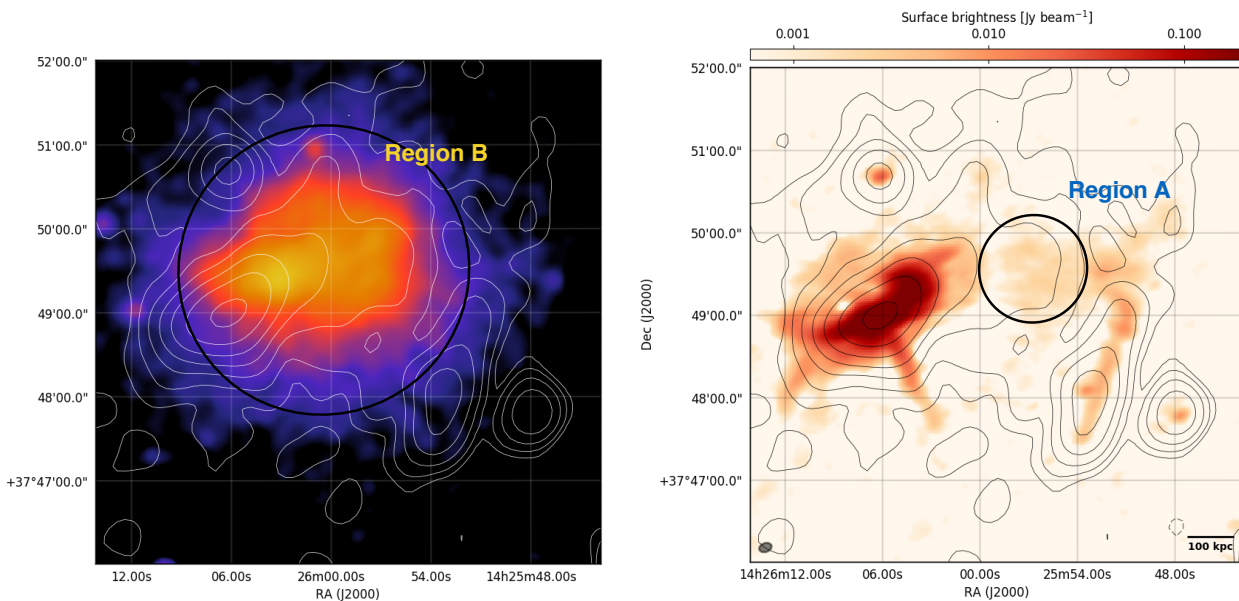 52'00.0"
51'00.0"
50'00.0"
49'00.0"
48'00.0"
+37°47'00.0"
12.00s 06.00s 26m00.00s 54.00s 14h25m48.00s
RA (J2000)
Region B
Surface brightness [Jy beam⁻¹]
0.001 0.010 0.100
52'00.0"
51'00.0"
50'00.0"
49'00.0"
48'00.0"
+37°47'00.0"
Dec (J2000)
Region A
100 kpc
14h26m12.00s 06.00s 00.00s 25m54.00s 48.00s
RA (J2000)